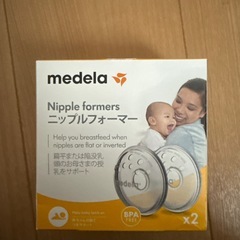 medela
Nipple formers
ニップルフォーマー
Help you breastfeed when
nipples are flat or inverted
扁平または陥没乳
頭のお母さまの授
乳をサポート
medela
BPA
FREE
x2